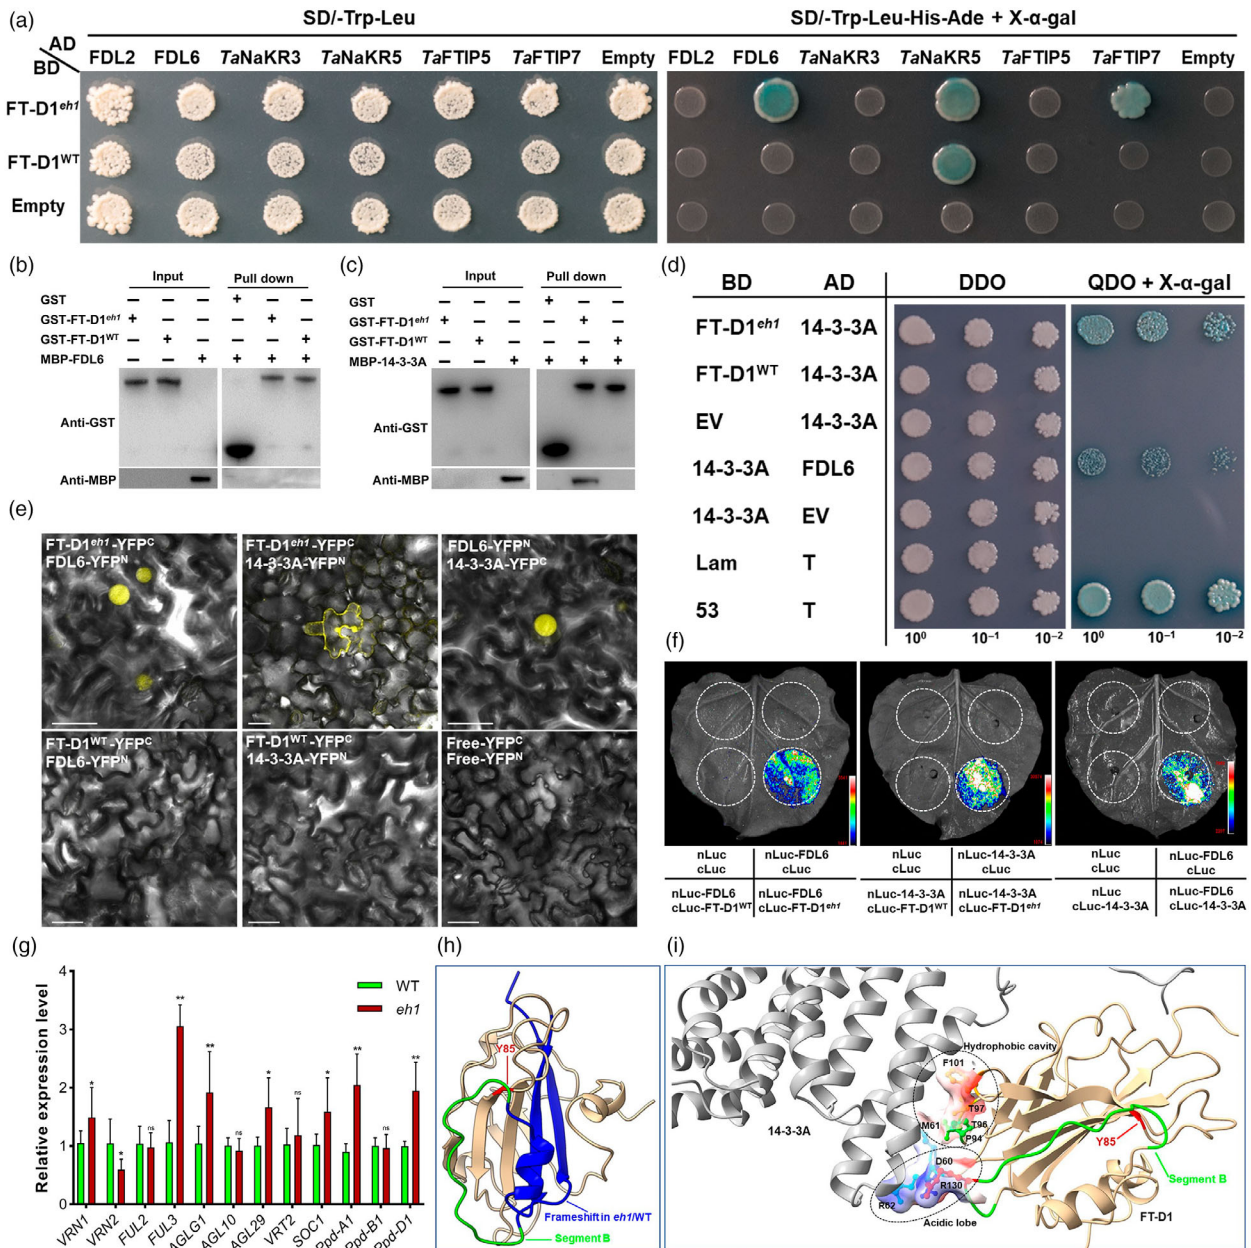 (a)
SD/-Trp-Leu
SD/-Trp-Leu-His-Ade + X-α-gal
AD
BD
FDL2 FDL6 TaNaKR3 TaNaKR5 TaFTIP5 TaFTIP7 Empty
FDL2 FDL6 TaNaKR3 TaNaKR5 TaFTIP5 TaFTIP7 Empty
FT-D1eh1
FT-D1WT
Empty
(b)
Input Pull down
GST − − − + − −
GST-FT-D1eh1 + − − − + −
GST-FT-D1WT − + − − − +
MBP-FDL6 − − + + + +
Anti-GST
Anti-MBP
(c)
Input Pull down
GST − − − + − −
GST-FT-D1eh1 + − − − + −
GST-FT-D1WT − + − − − +
MBP-14-3-3A − − + + + +
Anti-GST
Anti-MBP
(d)
BD AD DDO QDO + X-α-gal
FT-D1eh1 14-3-3A
FT-D1WT 14-3-3A
EV 14-3-3A
14-3-3A FDL6
14-3-3A EV
Lam T
53 T
10⁰ 10⁻¹ 10⁻² 10⁰ 10⁻¹ 10⁻²
(e)
FT-D1eh1-YFPC
FDL6-YFPN
FT-D1eh1-YFPC
14-3-3A-YFPN
FDL6-YFPN
14-3-3A-YFPC
FT-D1WT-YFPC
FDL6-YFPN
FT-D1WT-YFPC
14-3-3A-YFPN
Free-YFPC
Free-YFPN
(f)
nLuc
cLuc
nLuc-FDL6
cLuc
nLuc-FDL6
cLuc-FT-D1WT
nLuc-FDL6
cLuc-FT-D1eh1
nLuc
cLuc
nLuc-14-3-3A
cLuc
nLuc-14-3-3A
cLuc-FT-D1WT
nLuc-14-3-3A
cLuc-FT-D1eh1
nLuc
cLuc
nLuc-FDL6
cLuc
nLuc
cLuc-14-3-3A
nLuc-FDL6
cLuc-14-3-3A
(g)
Relative expression level
4
3
2
1
0
WT
eh1
* * ns ** ** ns * ns * ** ns **
VRN1 VRN2 FUL2 FUL3 AGLG1 AGL10 AGL29 VRT2 SOC1 Ppd-A1 Ppd-B1 Ppd-D1
(h)
Y85
Frameshift in eh1/WT
Segment B
(i)
Hydrophobic cavity
F101
T97
M61
T96
P94
14-3-3A
D60
R130
R62
Acidic lobe
Y85
Segment B
FT-D1